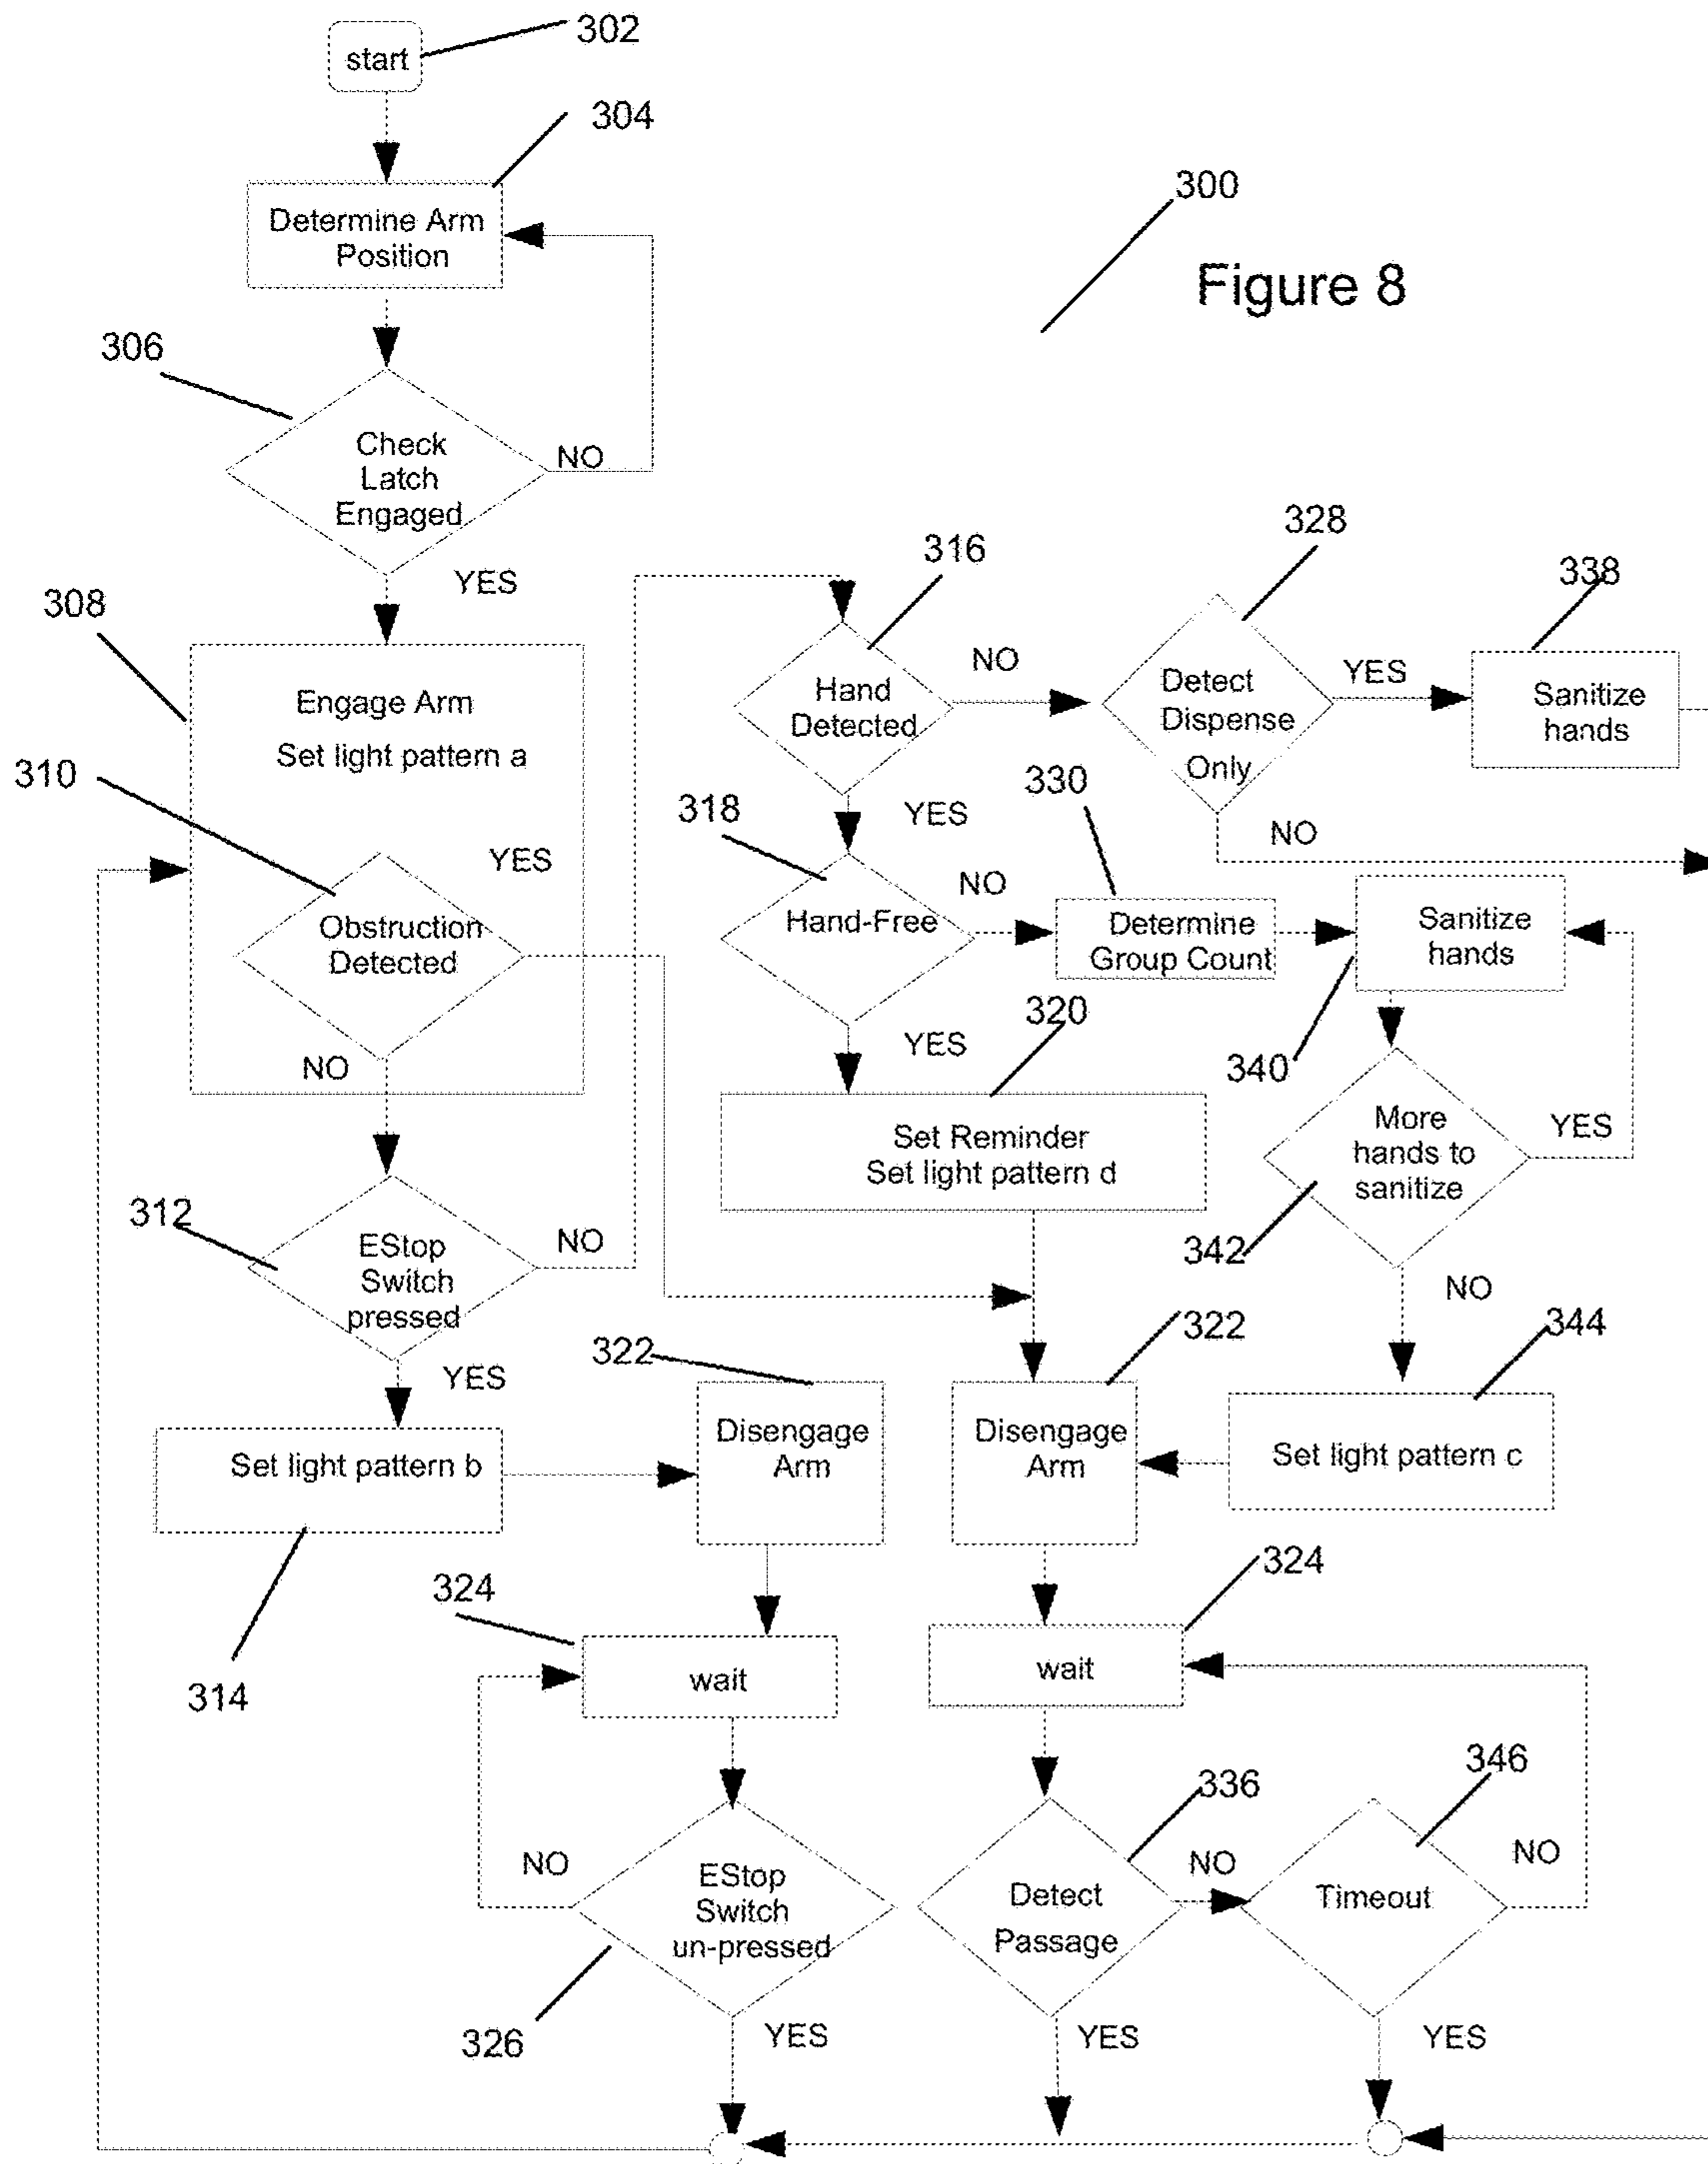 302
start
304
Determine Arm
Position
300
Figure 8
306
Check
Latch
Engaged
NO
YES
308
Engage Arm
Set light pattern a
310
YES
Obstruction
Detected
NO
312
EStop
Switch
pressed
NO
YES
Set light pattern b
314
316
Hand
Detected
NO
YES
328
Detect
Dispense
Only
YES
NO
338
Sanitize
hands
318
Hand-Free
NO
YES
330
Determine
Group Count
Sanitize
hands
340
320
Set Reminder
Set light pattern d
More
hands to
sanitize
YES
342
NO
344
Set light pattern c
322
Disengage
Arm
322
Disengage
Arm
324
wait
324
wait
EStop
Switch
un-pressed
NO
326
YES
336
Detect
Passage
NO
YES
346
Timeout
NO
YES